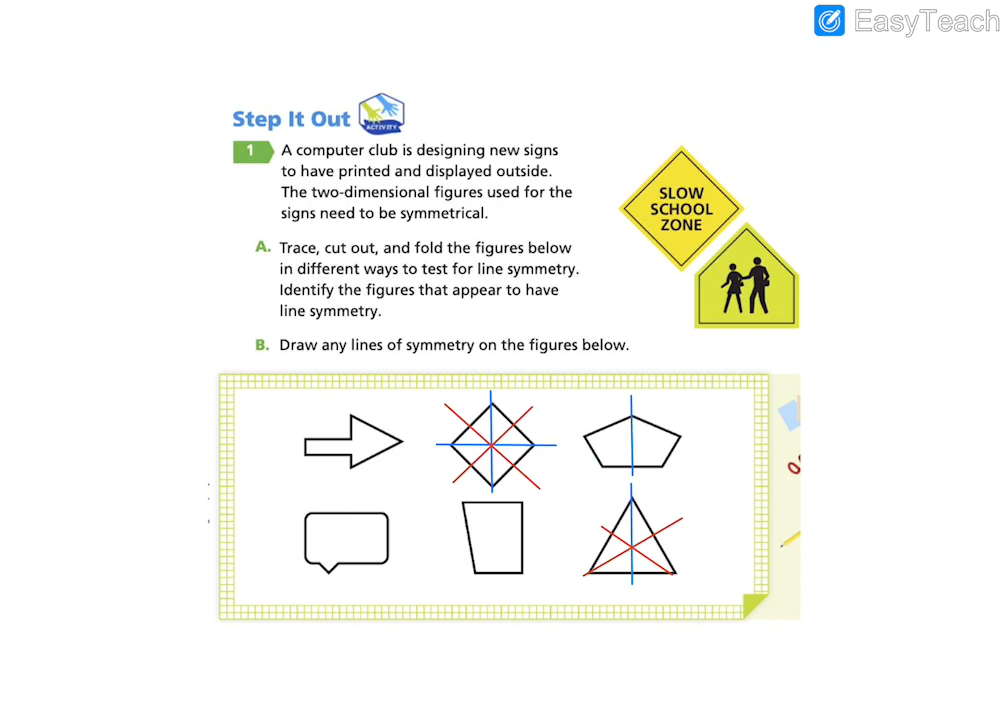 EasyTeach
Step It Out
ACTIVITY
1 A computer club is designing new signs
to have printed and displayed outside.
The two-dimensional figures used for the
signs need to be symmetrical.
SLOW
SCHOOL
ZONE
A. Trace, cut out, and fold the figures below
in different ways to test for line symmetry.
Identify the figures that appear to have
line symmetry.
B. Draw any lines of symmetry on the figures below.